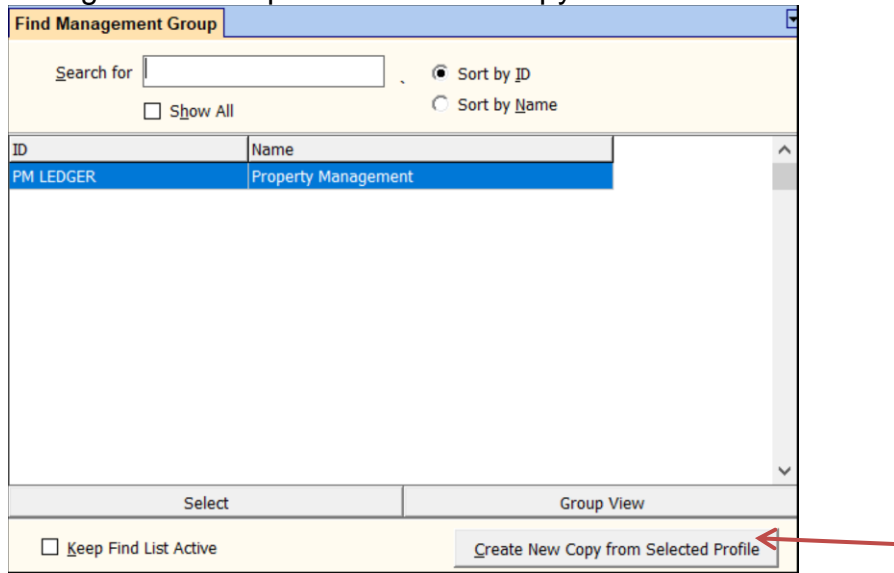 Find Management Group
Search for
Sort by ID
Show All
Sort by Name
ID Name
PM LEDGER Property Management
Select Group View
Keep Find List Active Create New Copy from Selected Profile